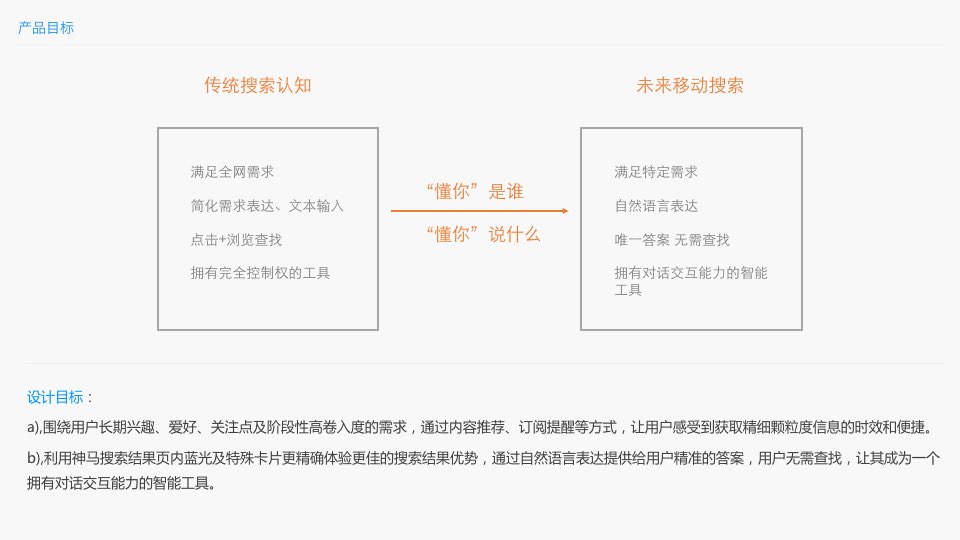 产品目标
传统搜索认知
未来移动搜索
满足全网需求
简化需求表达、文本输入
点击+浏览查找
拥有完全控制权的工具
“懂你”是谁
“懂你”说什么
满足特定需求
自然语言表达
唯一答案 无需查找
拥有对话交互能力的智能
工具
设计目标：
a),围绕用户长期兴趣、爱好、关注点及阶段性高卷入度的需求，通过内容推荐、订阅提醒等方式，让用户感受到获取精细颗粒度信息的时效和便捷。
b),利用神马搜索结果页内蓝光及特殊卡片更精确体验更佳的搜索结果优势，通过自然语言表达提供给用户精准的答案，用户无需查找，让其成为一个
拥有对话交互能力的智能工具。